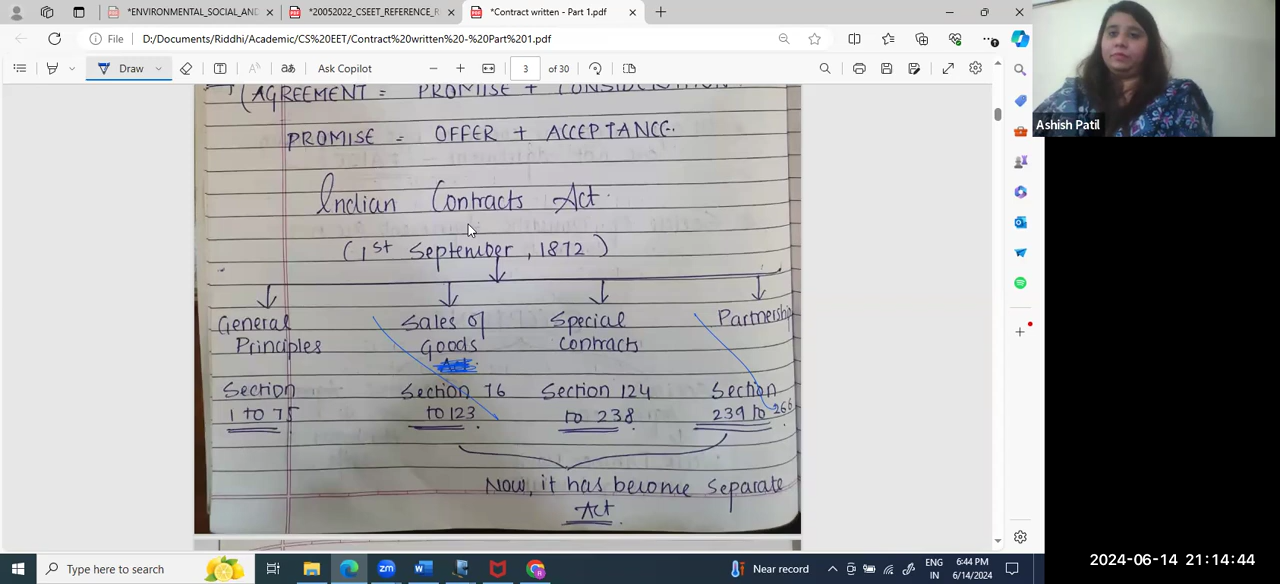 *ENVIRONMENTAL_SOCIAL_AND_
*20052022_CSEET_REFERENCE_R
*Contract written - Part 1.pdf
File
D:/Documents/Riddhi/Academic/CS%20EET/Contract%20written%20-%20Part%201.pdf
Draw
Ask Copilot
3
of 30
Ashish Patil
(AGREEMENT = PROMISE + CONSIDERATION
PROMISE = OFFER + ACCEPTANCE.
Indian Contracts Act.
(1st September, 1872)
General Principles
Section 1 to 75
Sales of Goods Act.
Section 76 to 123
Special Contracts
Section 124 to 238.
Partnership
Section 239 to 266.
Now, it has become Separate
Act.
Type here to search
Near record
ENG
IN
6:44 PM
6/14/2024
2024-06-14 21:14:44